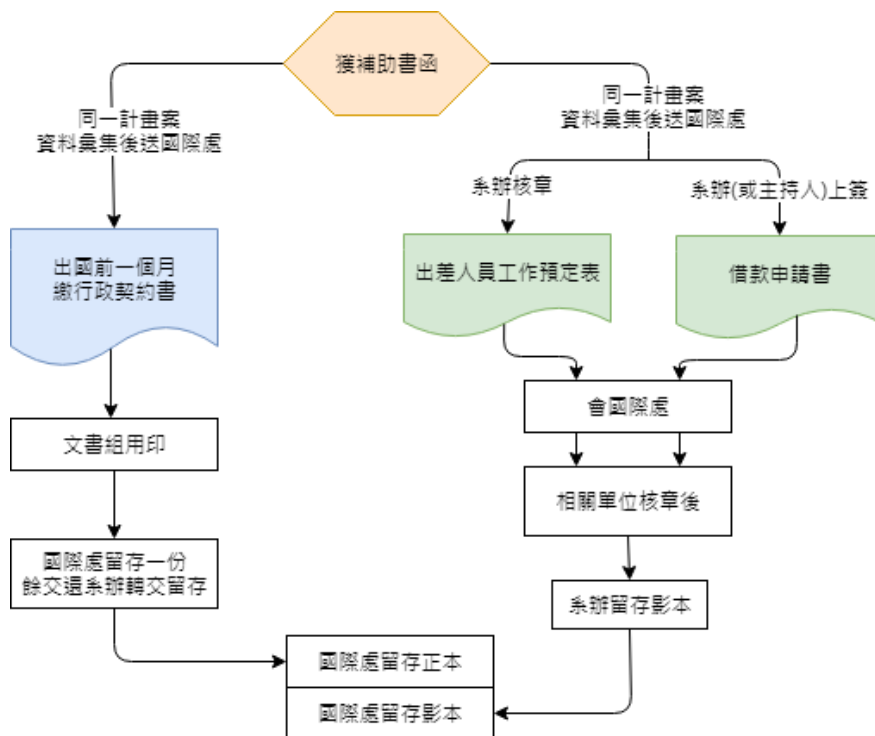 獲補助書函
同一計畫案
資料彙集後送國際處
同一計畫案
資料彙集後送國際處
系辦核章
系辦(或主持人)上簽
出國前一個月
繳行政契約書
出差人員工作預定表
借款申請書
會國際處
文書組用印
相關單位核章後
國際處留存一份
餘交還系辦轉交留存
系辦留存影本
國際處留存正本
國際處留存影本